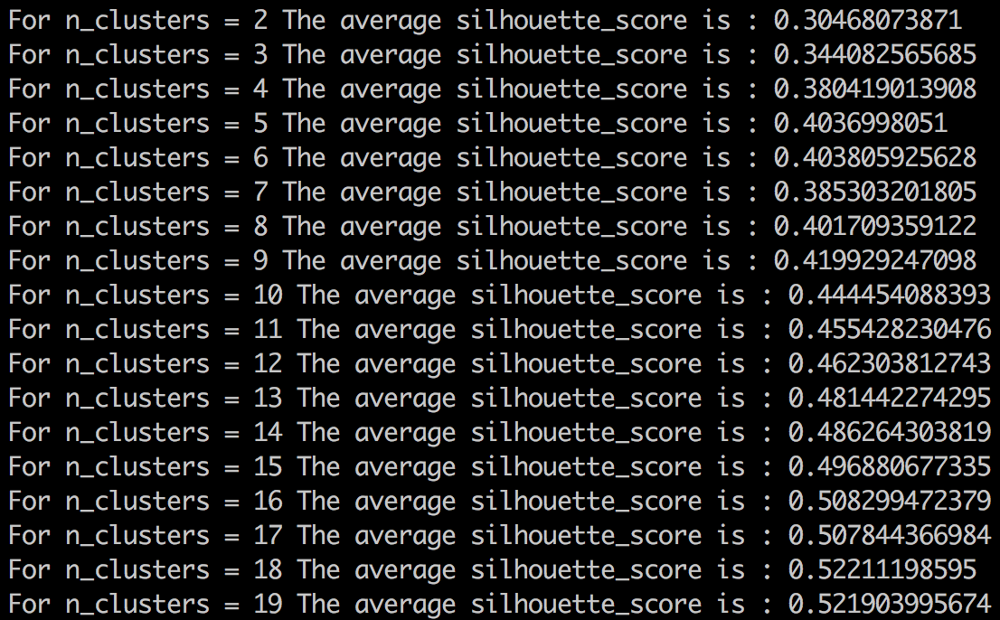 For n_clusters = 2 The average silhouette_score is : 0.30468073871
For n_clusters = 3 The average silhouette_score is : 0.344082565685
For n_clusters = 4 The average silhouette_score is : 0.380419013908
For n_clusters = 5 The average silhouette_score is : 0.4036998051
For n_clusters = 6 The average silhouette_score is : 0.403805925628
For n_clusters = 7 The average silhouette_score is : 0.385303201805
For n_clusters = 8 The average silhouette_score is : 0.401709359122
For n_clusters = 9 The average silhouette_score is : 0.419929247098
For n_clusters = 10 The average silhouette_score is : 0.444454088393
For n_clusters = 11 The average silhouette_score is : 0.455428230476
For n_clusters = 12 The average silhouette_score is : 0.462303812743
For n_clusters = 13 The average silhouette_score is : 0.481442274295
For n_clusters = 14 The average silhouette_score is : 0.486264303819
For n_clusters = 15 The average silhouette_score is : 0.496880677335
For n_clusters = 16 The average silhouette_score is : 0.508299472379
For n_clusters = 17 The average silhouette_score is : 0.507844366984
For n_clusters = 18 The average silhouette_score is : 0.52211198595
For n_clusters = 19 The average silhouette_score is : 0.521903995674